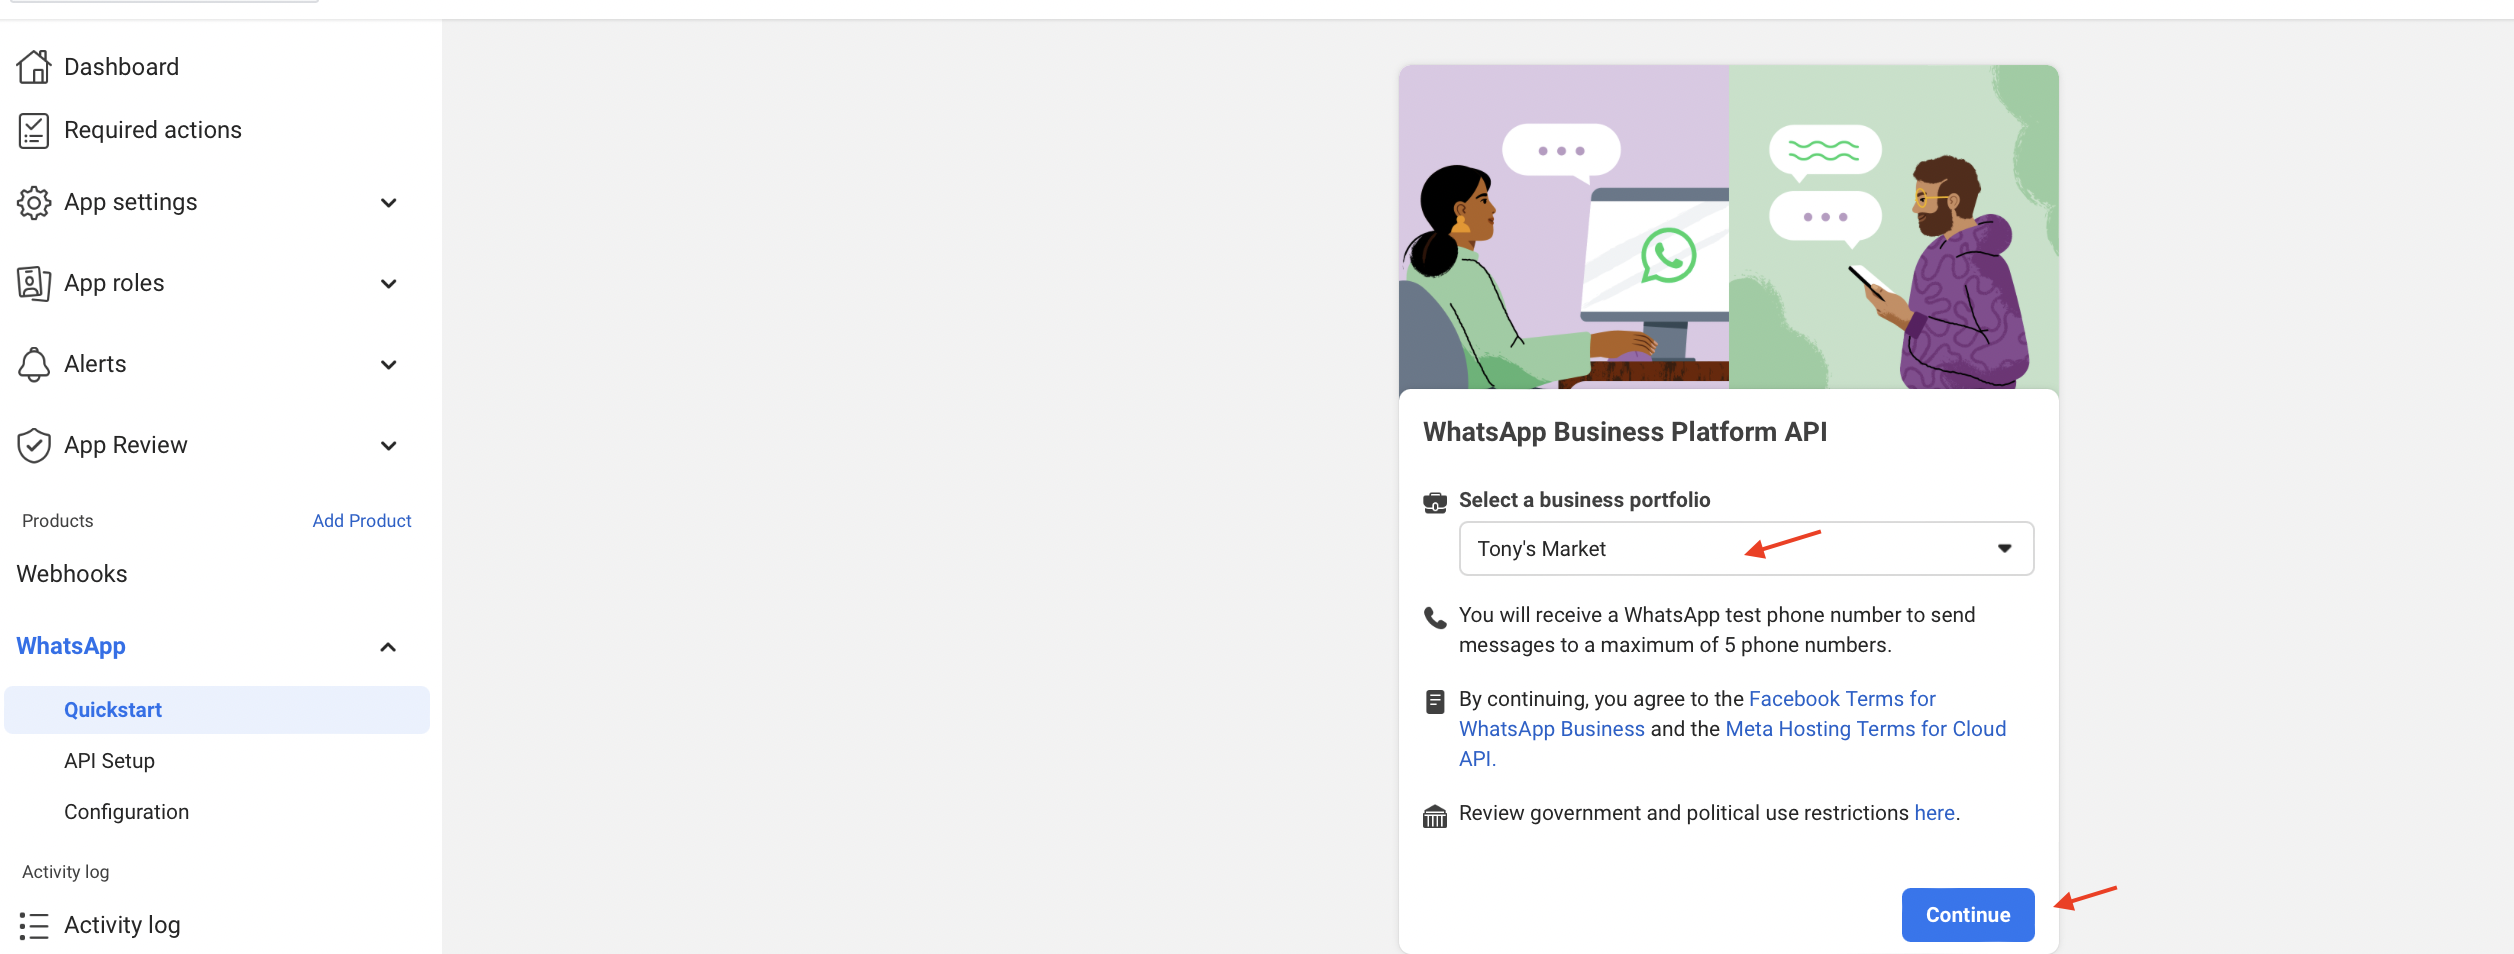 Dashboard
Required actions
App settings
App roles
Alerts
App Review
Products
Add Product
Webhooks
WhatsApp
Quickstart
API Setup
Configuration
Activity log
Activity log
WhatsApp Business Platform API
Select a business portfolio
Tony's Market
You will receive a WhatsApp test phone number to send
messages to a maximum of 5 phone numbers.
By continuing, you agree to the Facebook Terms for
WhatsApp Business and the Meta Hosting Terms for Cloud
API.
Review government and political use restrictions here.
Continue